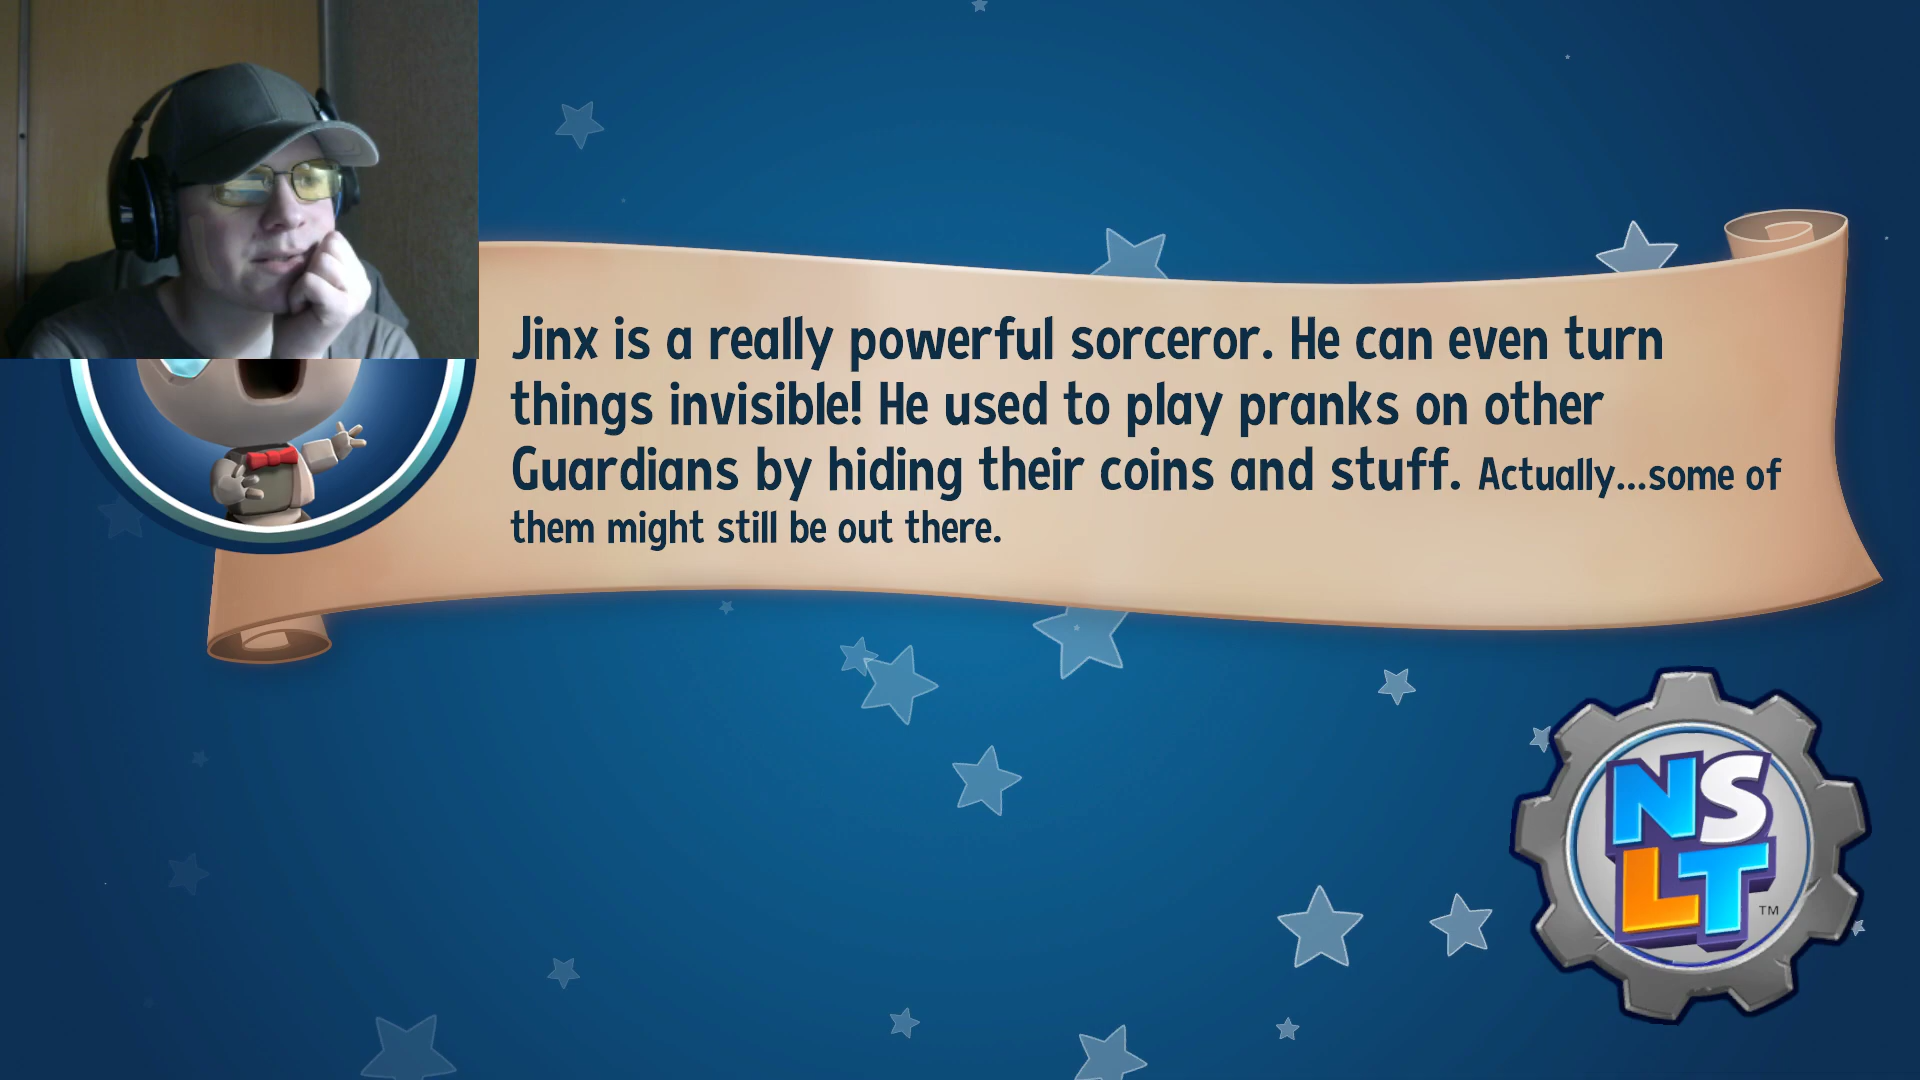 Jinx is a really powerful sorceror. He can even turn
things invisible! He used to play pranks on other
Guardians by hiding their coins and stuff. Actually...some of
them might still be out there.
NS
LT
TM